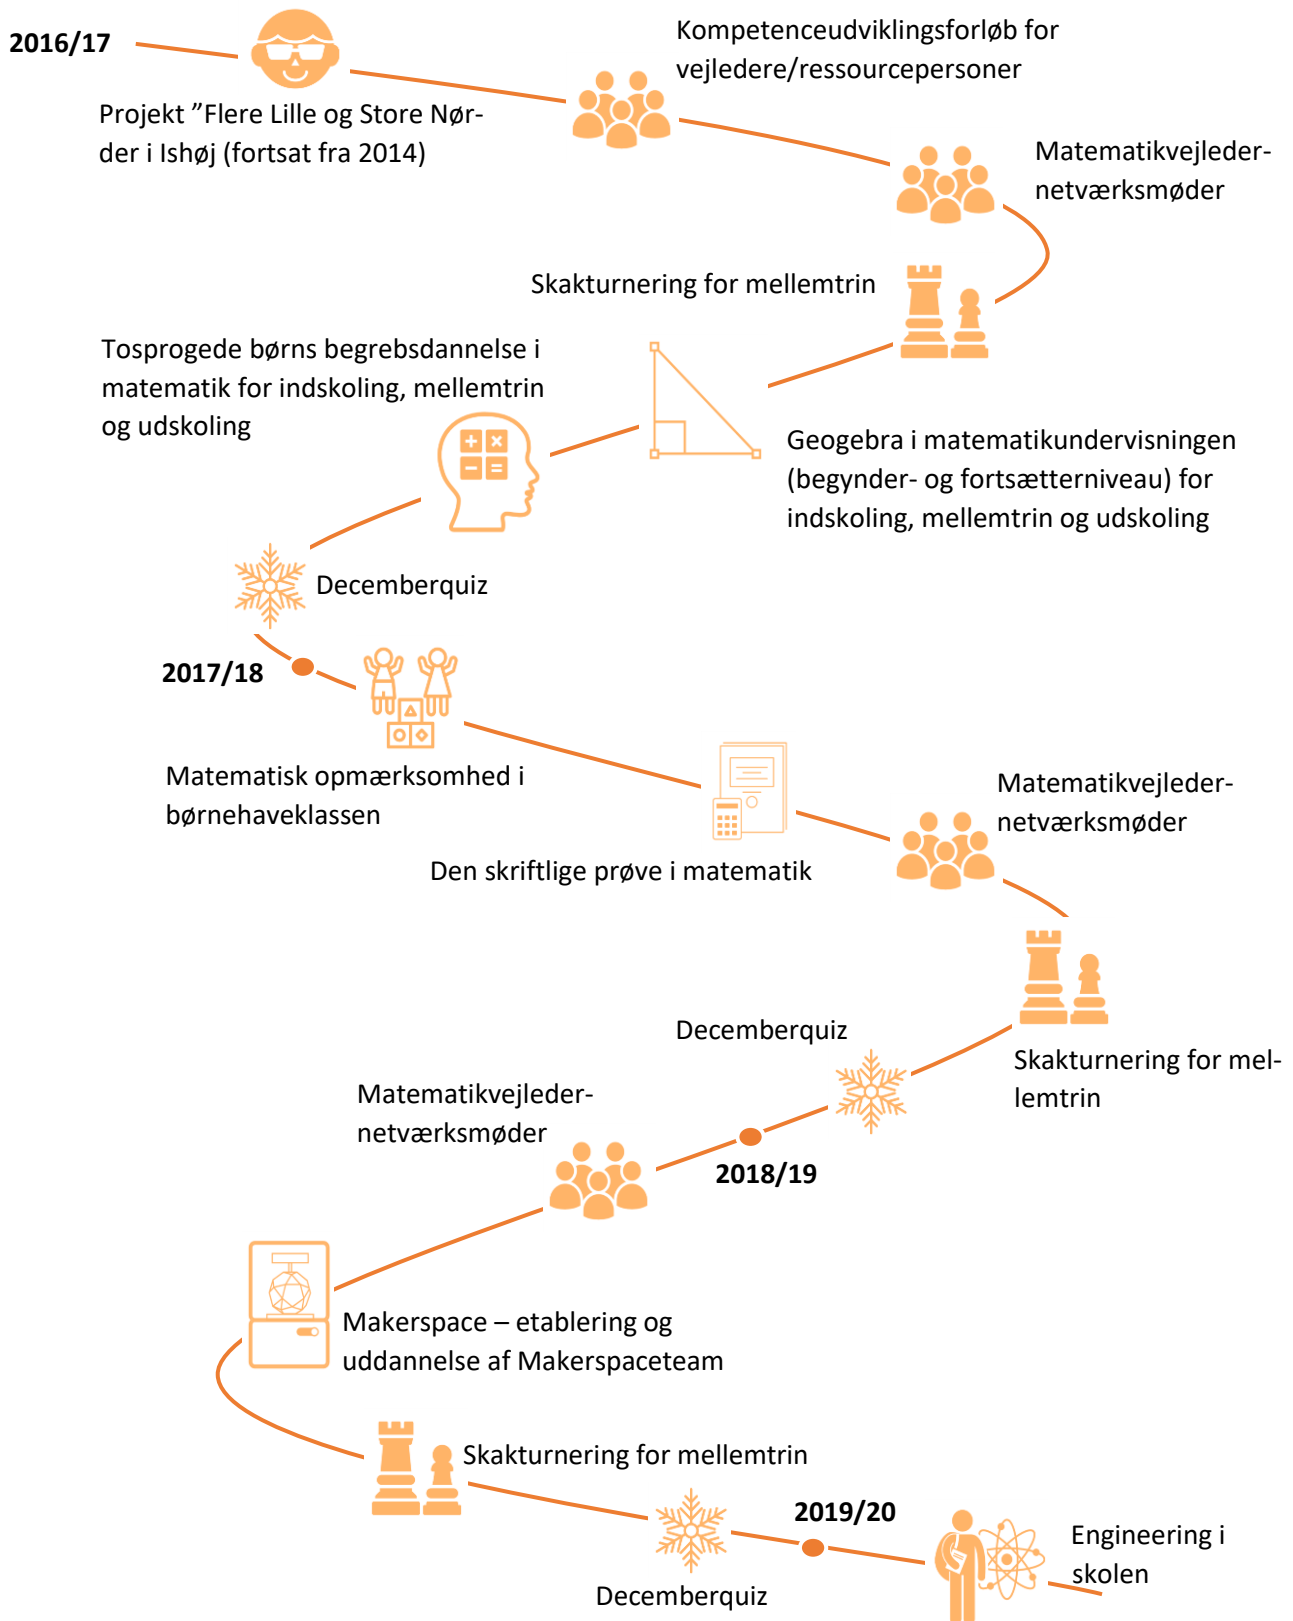 2016/17
Projekt ”Flere Lille og Store Nør-
der i Ishøj (fortsat fra 2014)
Kompetenceudviklingsforløb for
vejledere/ressourcepersoner
Matematikvejleder-
netværksmøder
Skakturnering for mellemtrin
Geogebra i matematikundervisningen
(begynder- og fortsætterniveau) for
indskoling, mellemtrin og udskoling
Tosprogede børns begrebsdannelse i
matematik for indskoling, mellemtrin
og udskoling
Decemberquiz
2017/18
Matematisk opmærksomhed i
børnehaveklassen
Den skriftlige prøve i matematik
Matematikvejleder-
netværksmøder
Skakturnering for mel-
lemtrin
Decemberquiz
2018/19
Matematikvejleder-
netværksmøder
Makerspace – etablering og
uddannelse af Makerspaceteam
Skakturnering for mellemtrin
Decemberquiz
2019/20
Engineering i
skolen